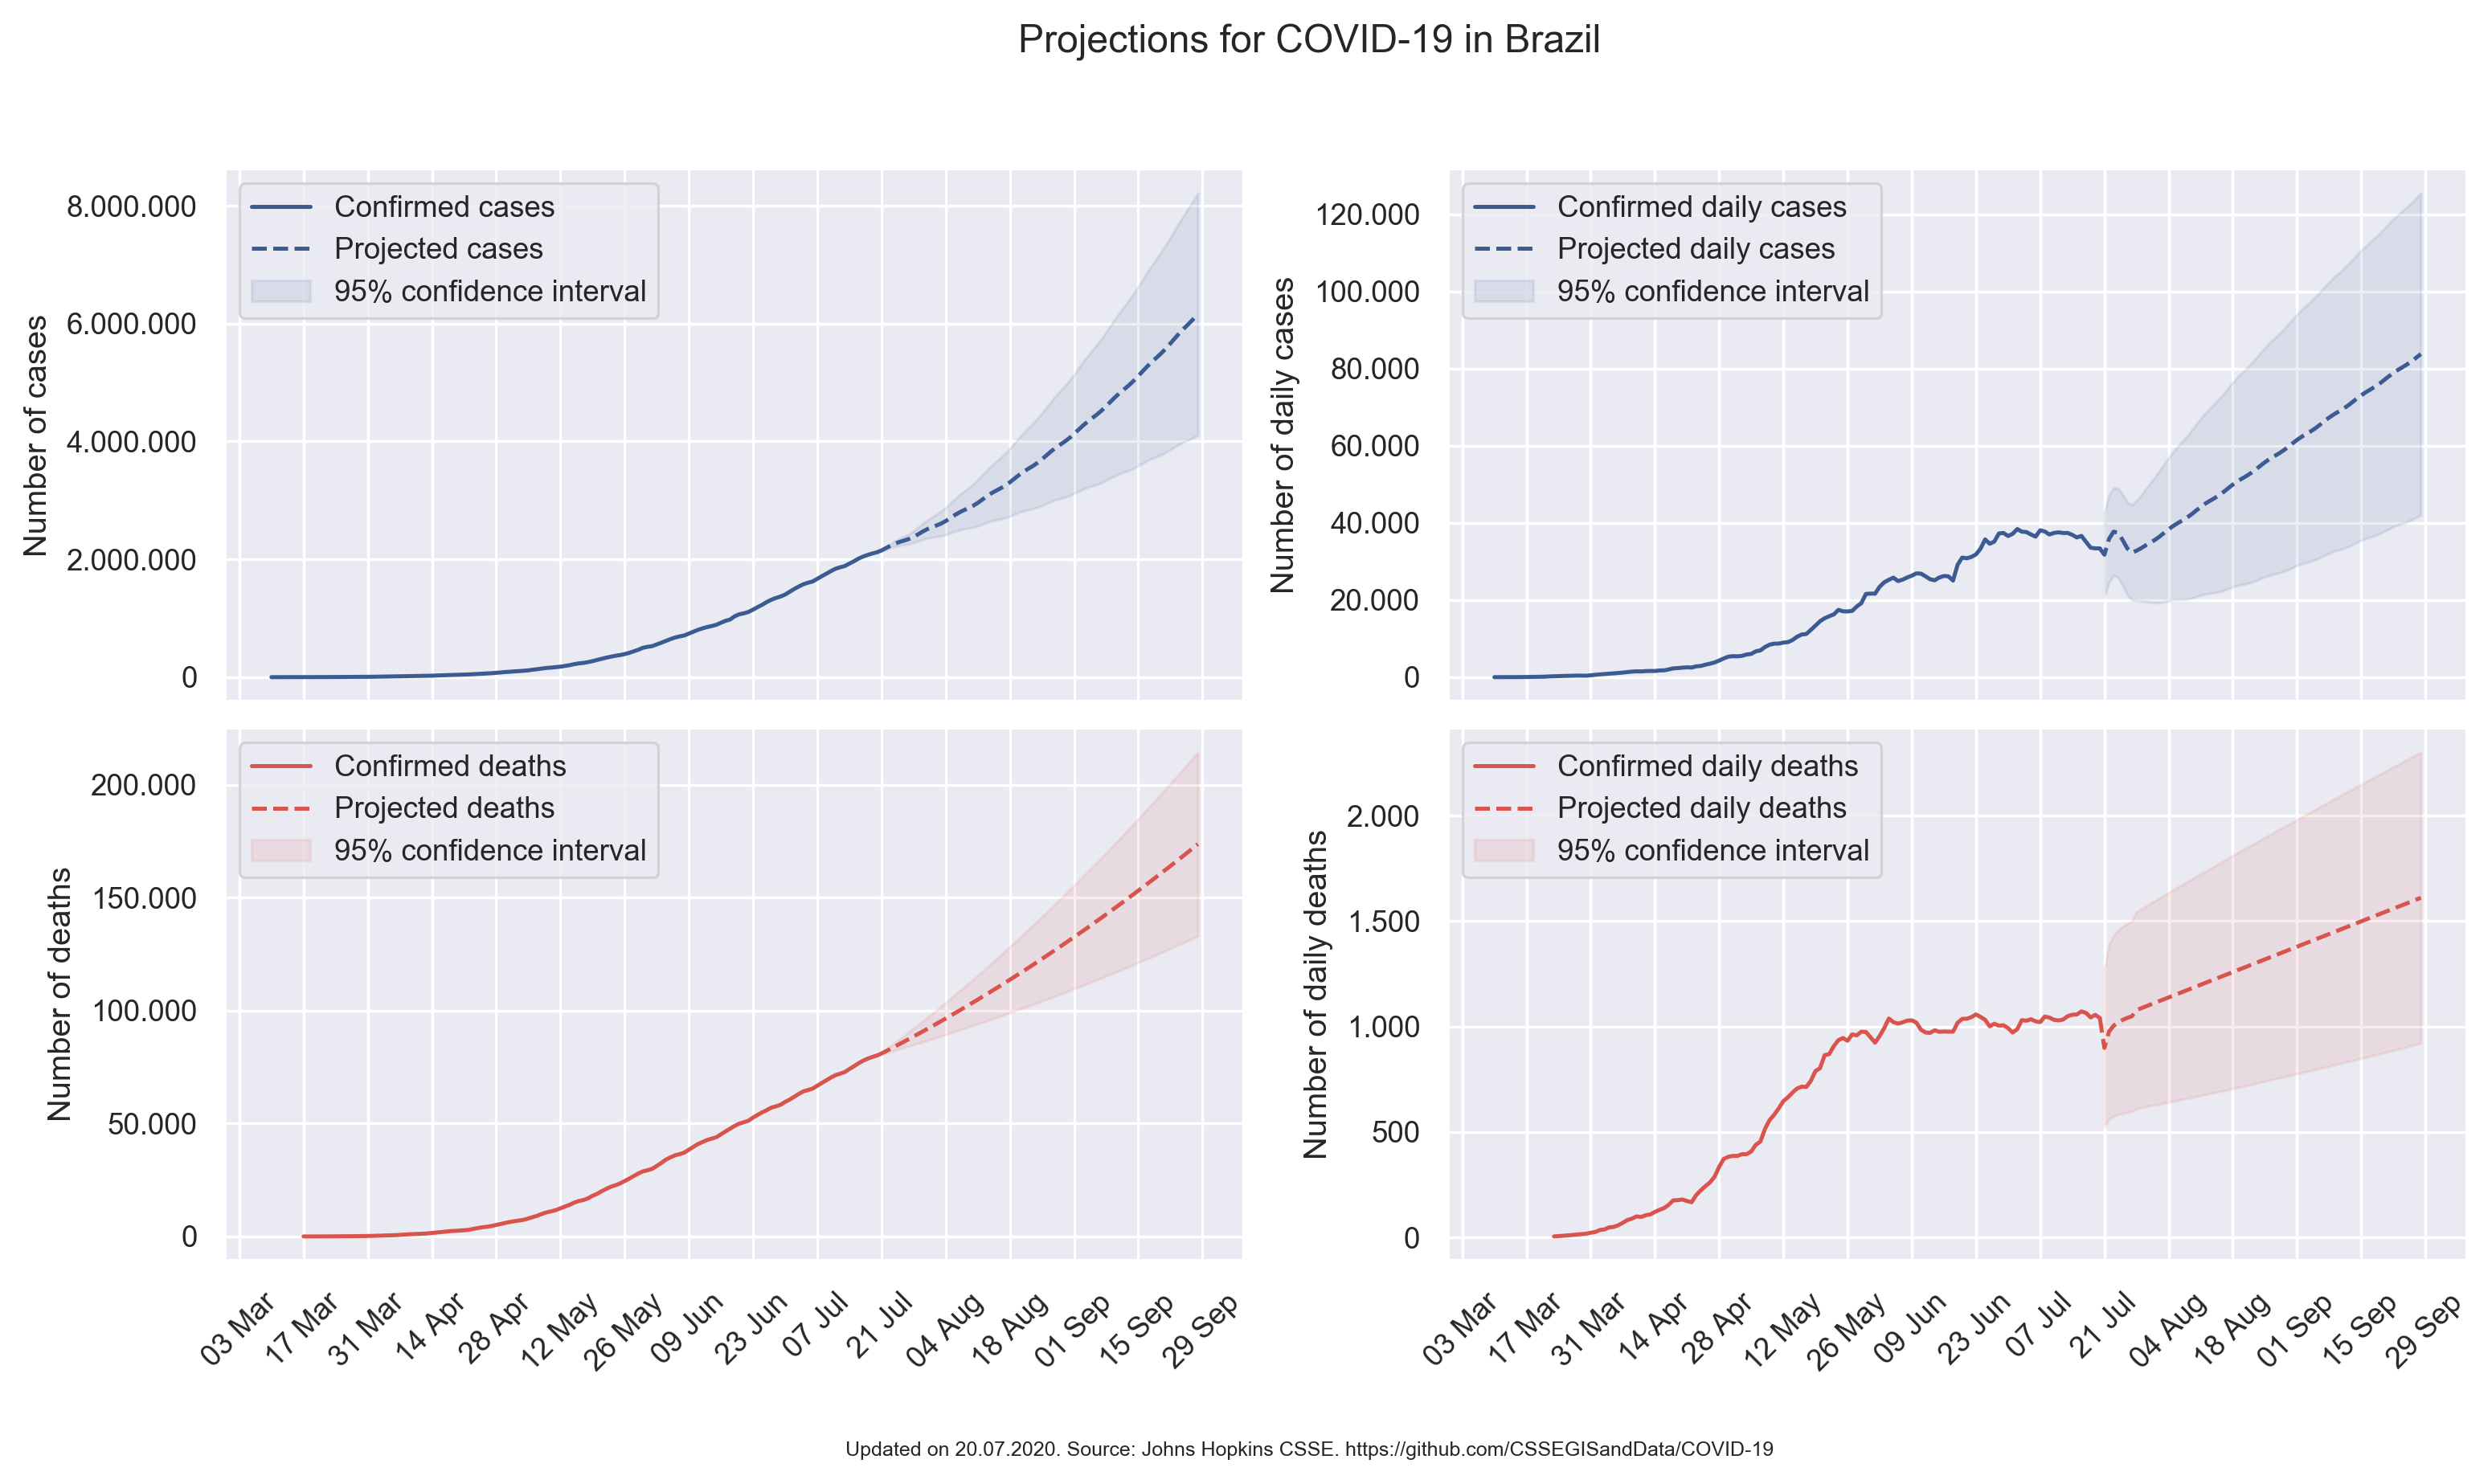 Projections for COVID-19 in Brazil
Number of cases
8.000.000
6.000.000
4.000.000
2.000.000
0
Confirmed cases
Projected cases
95% confidence interval
Number of daily cases
120.000
100.000
80.000
60.000
40.000
20.000
0
Confirmed daily cases
Projected daily cases
95% confidence interval
Number of deaths
200.000
150.000
100.000
50.000
0
Confirmed deaths
Projected deaths
95% confidence interval
03 Mar
17 Mar
31 Mar
14 Apr
28 Apr
12 May
26 May
09 Jun
23 Jun
07 Jul
21 Jul
04 Aug
18 Aug
01 Sep
15 Sep
29 Sep
Number of daily deaths
2.000
1.500
1.000
500
0
Confirmed daily deaths
Projected daily deaths
95% confidence interval
03 Mar
17 Mar
31 Mar
14 Apr
28 Apr
12 May
26 May
09 Jun
23 Jun
07 Jul
21 Jul
04 Aug
18 Aug
01 Sep
15 Sep
29 Sep
Updated on 20.07.2020. Source: Johns Hopkins CSSE. https://github.com/CSSEGISandData/COVID-19